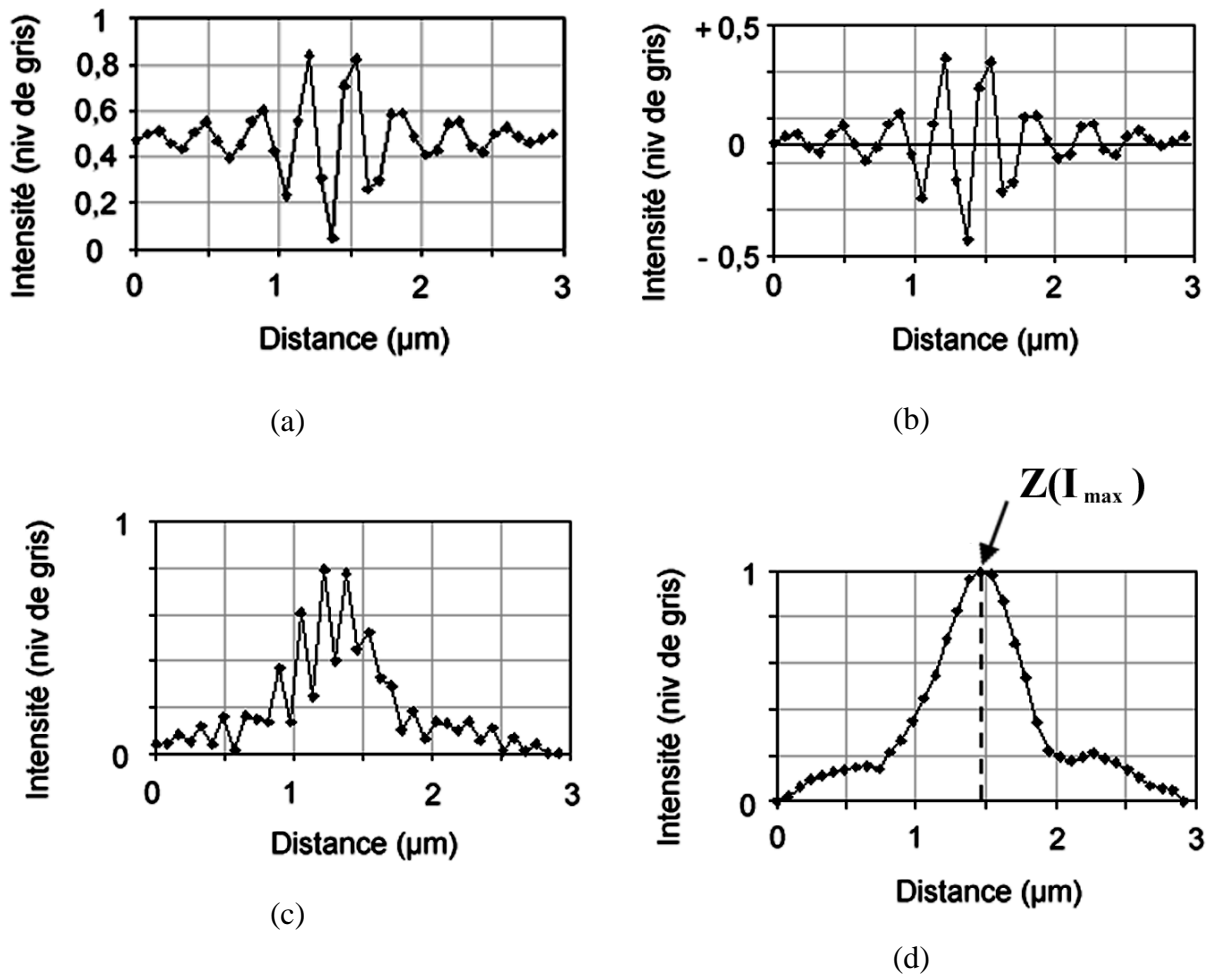 Intensité (niv de gris)
1
0,8
0,6
0,4
0,2
0
0
1
2
3
Distance (µm)
(a)
Intensité (niv de gris)
+ 0,5
0
- 0,5
0
1
2
3
Distance (µm)
(b)
Intensité (niv de gris)
1
0
0
1
2
3
Distance (µm)
(c)
Z(I max )
Intensité (niv de gris)
1
0
0
1
2
3
Distance (µm)
(d)